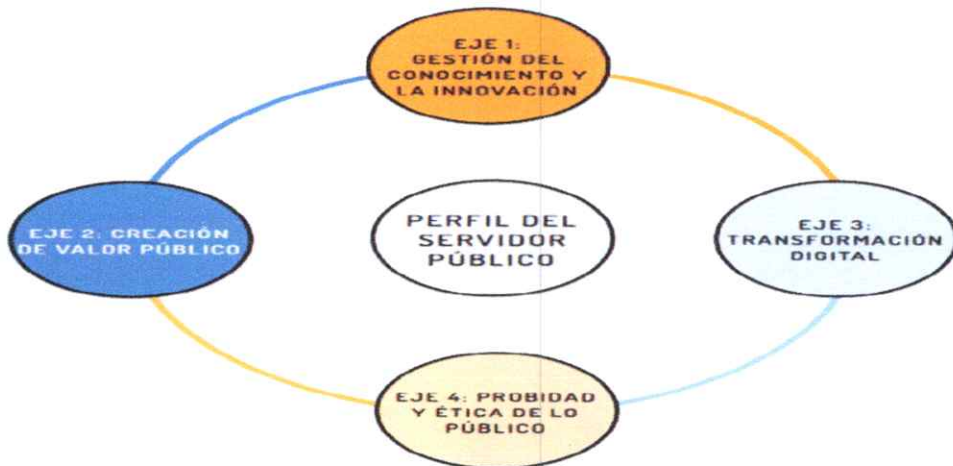 EJE 1:
GESTIÓN DEL
CONOCIMIENTO Y
LA INNOVACIÓN
EJE 2: CREACIÓN
DE VALOR PÚBLICO
PERFIL DEL
SERVIDOR
PÚBLICO
EJE 3:
TRANSFORMACIÓN
DIGITAL
EJE 4: PROBIDAD
Y ÉTICA DE LO
PÚBLICO